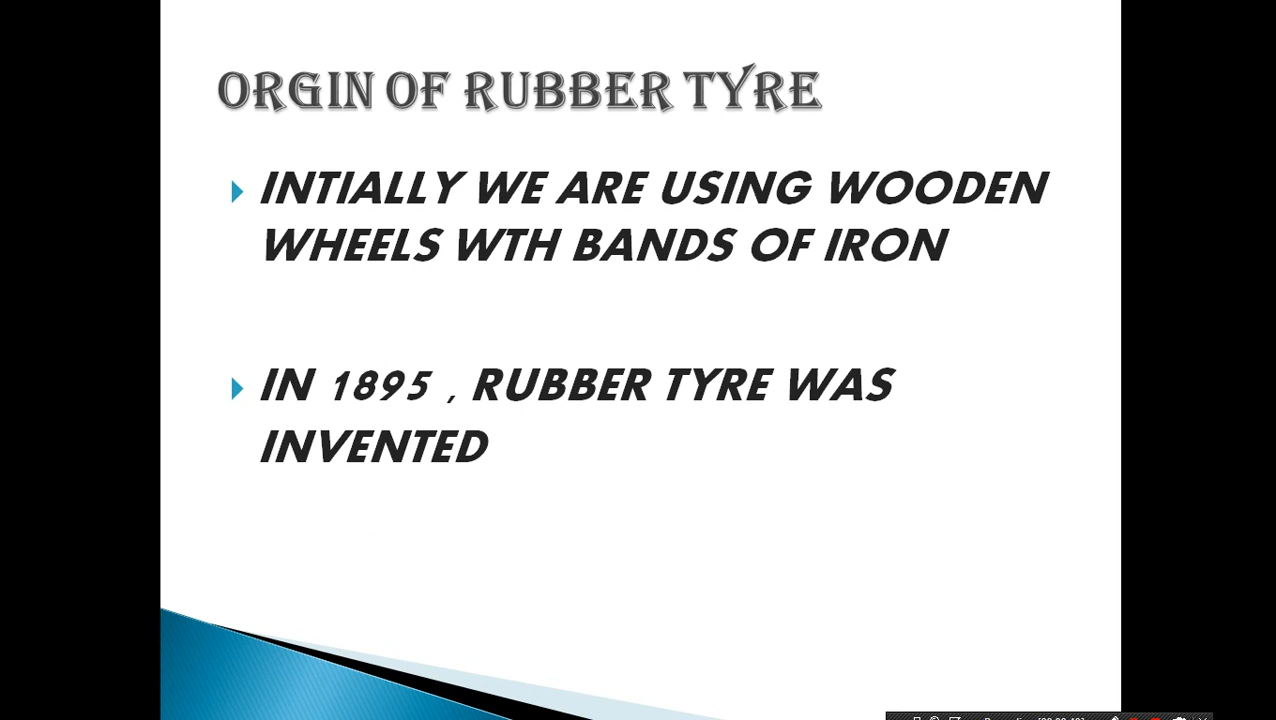 ORGIN OF RUBBER TYRE
INTIALLY WE ARE USING WOODEN
WHEELS WTH BANDS OF IRON
IN 1895 , RUBBER TYRE WAS
INVENTED